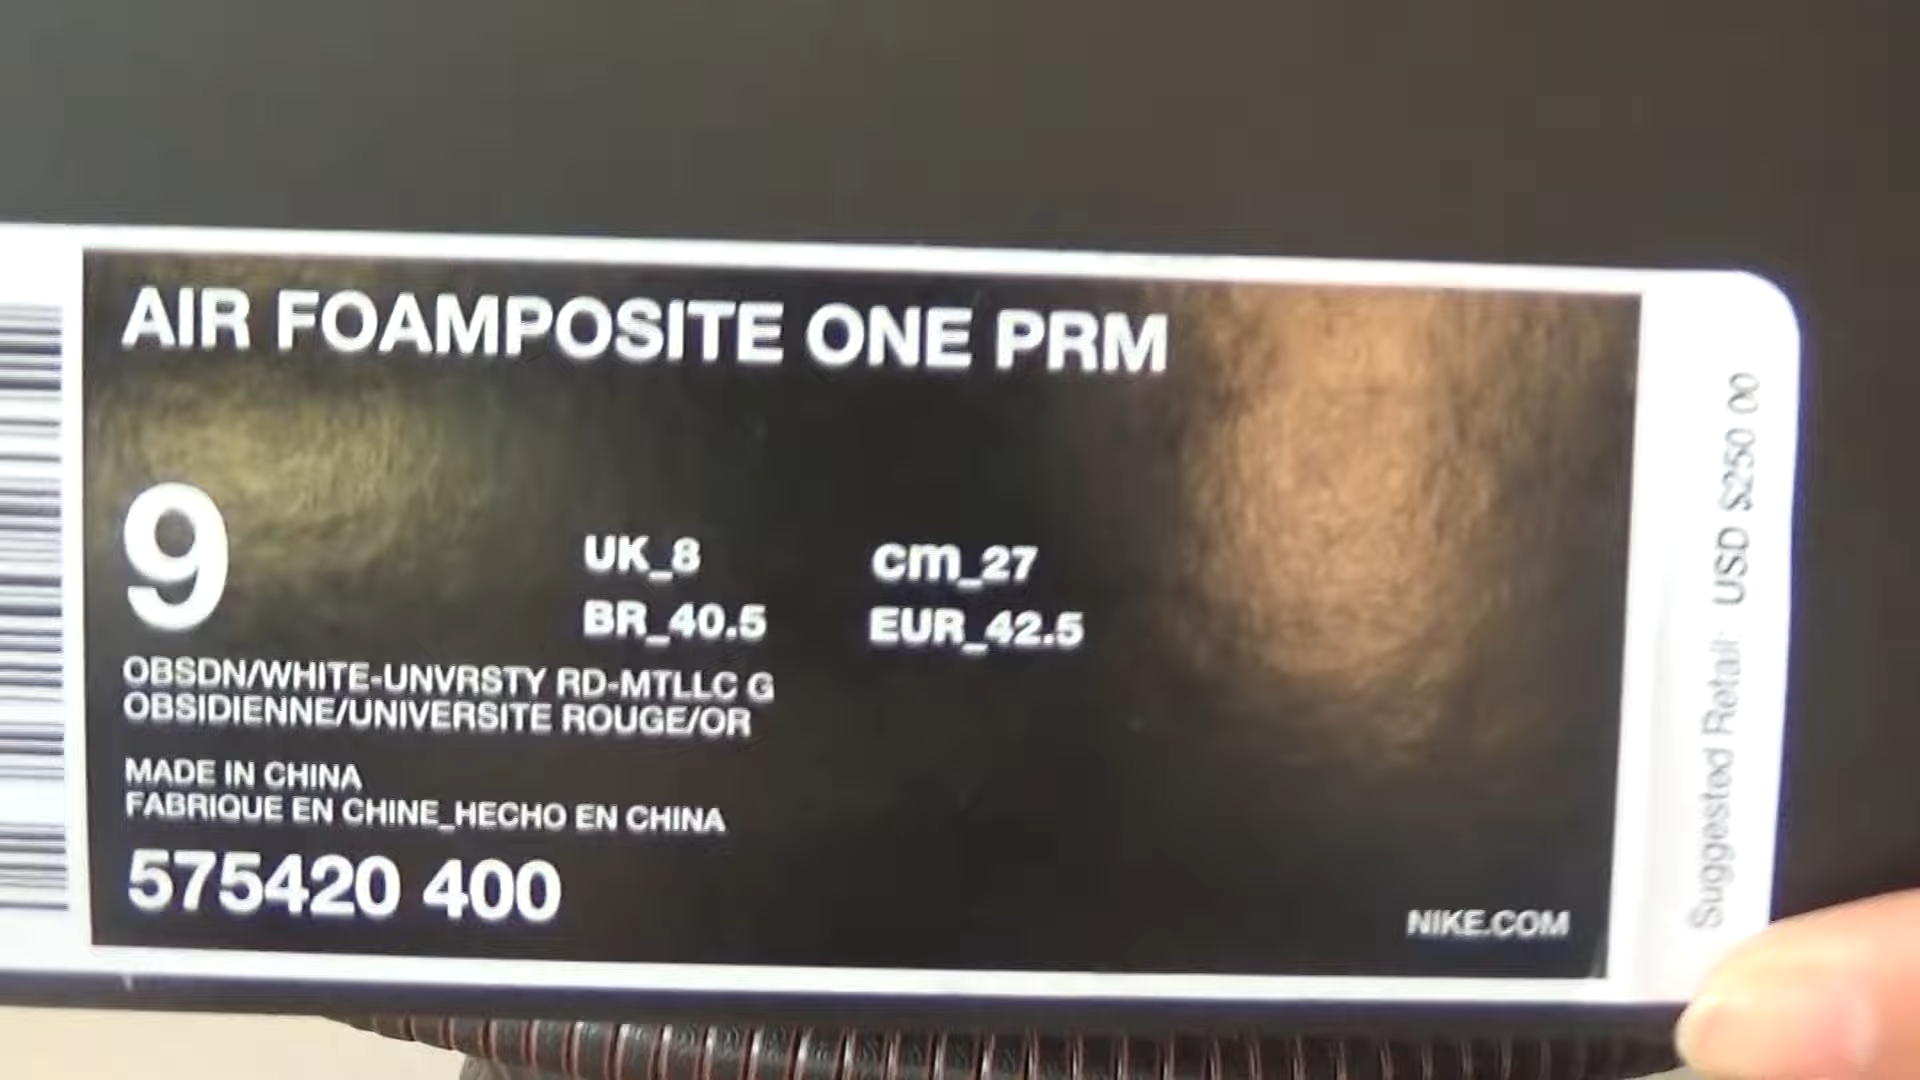 AIR FOAMPOSITE ONE PRM
9
UK_8 cm_27
BR_40.5 EUR_42.5
OBSDN/WHITE-UNVRSTY RD-MTLLC G
OBSIDIENNE/UNIVERSITE ROUGE/OR
MADE IN CHINA
FABRIQUE EN CHINE_HECHO EN CHINA
575420 400
NIKE.COM
Suggested Retail: USD $250 00